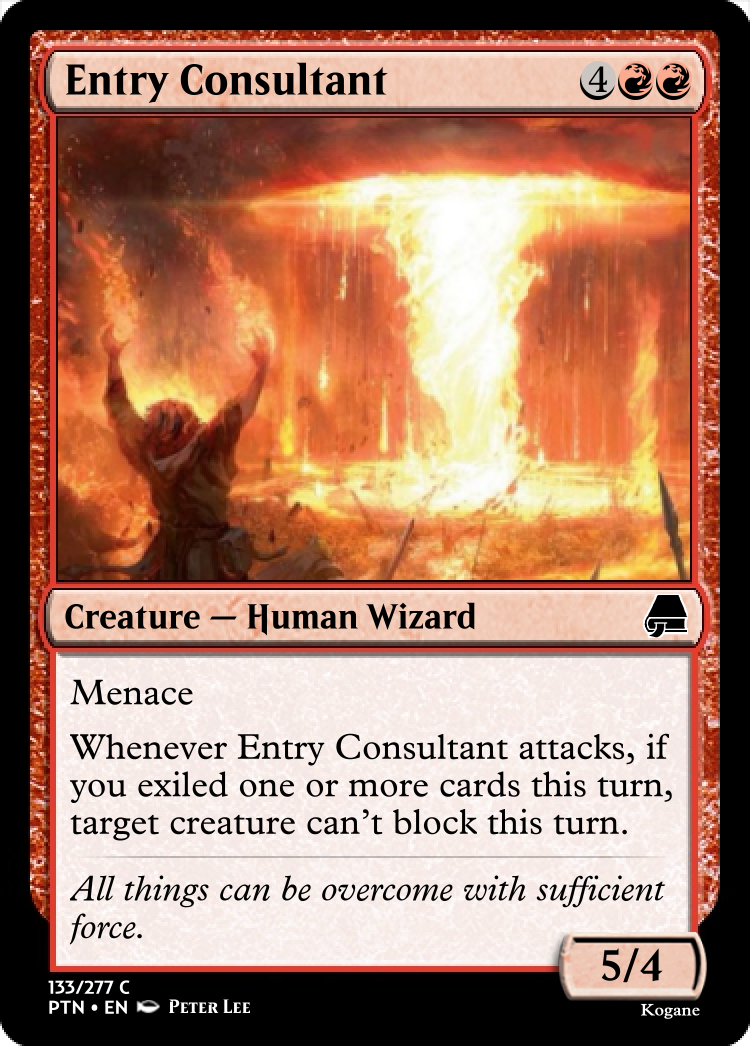 Entry Consultant 4
Creature — Human Wizard
Menace
Whenever Entry Consultant attacks, if
you exiled one or more cards this turn,
target creature can't block this turn.
All things can be overcome with sufficient
force.
5/4
133/277 C
PTN • EN Peter Lee
Kogane